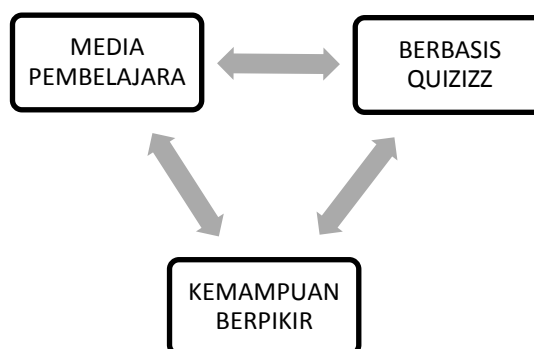 MEDIA
PEMBELAJARA
BERBASIS
QUIZIZZ
KEMAMPUAN
BERPIKIR